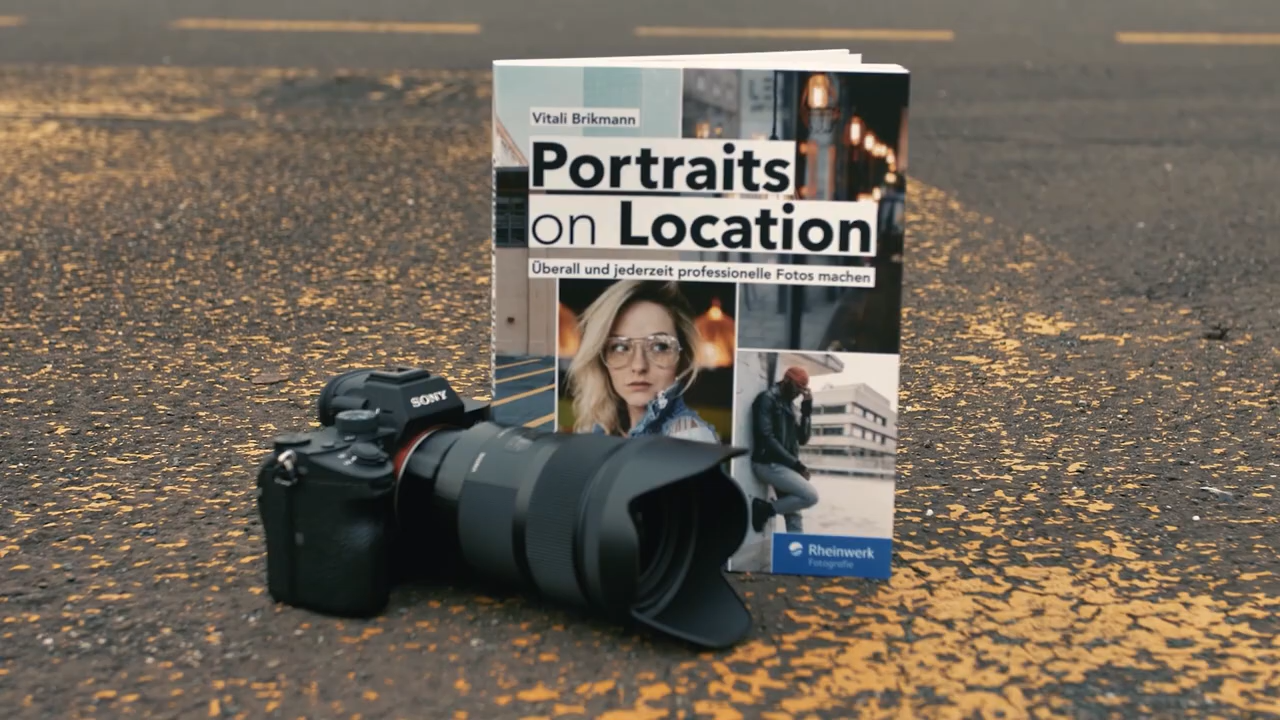 Vitali Brikmann
Portraits
on Location
Überall und jederzeit professionelle Fotos machen
SONY
Rheinwerk
Fotografie